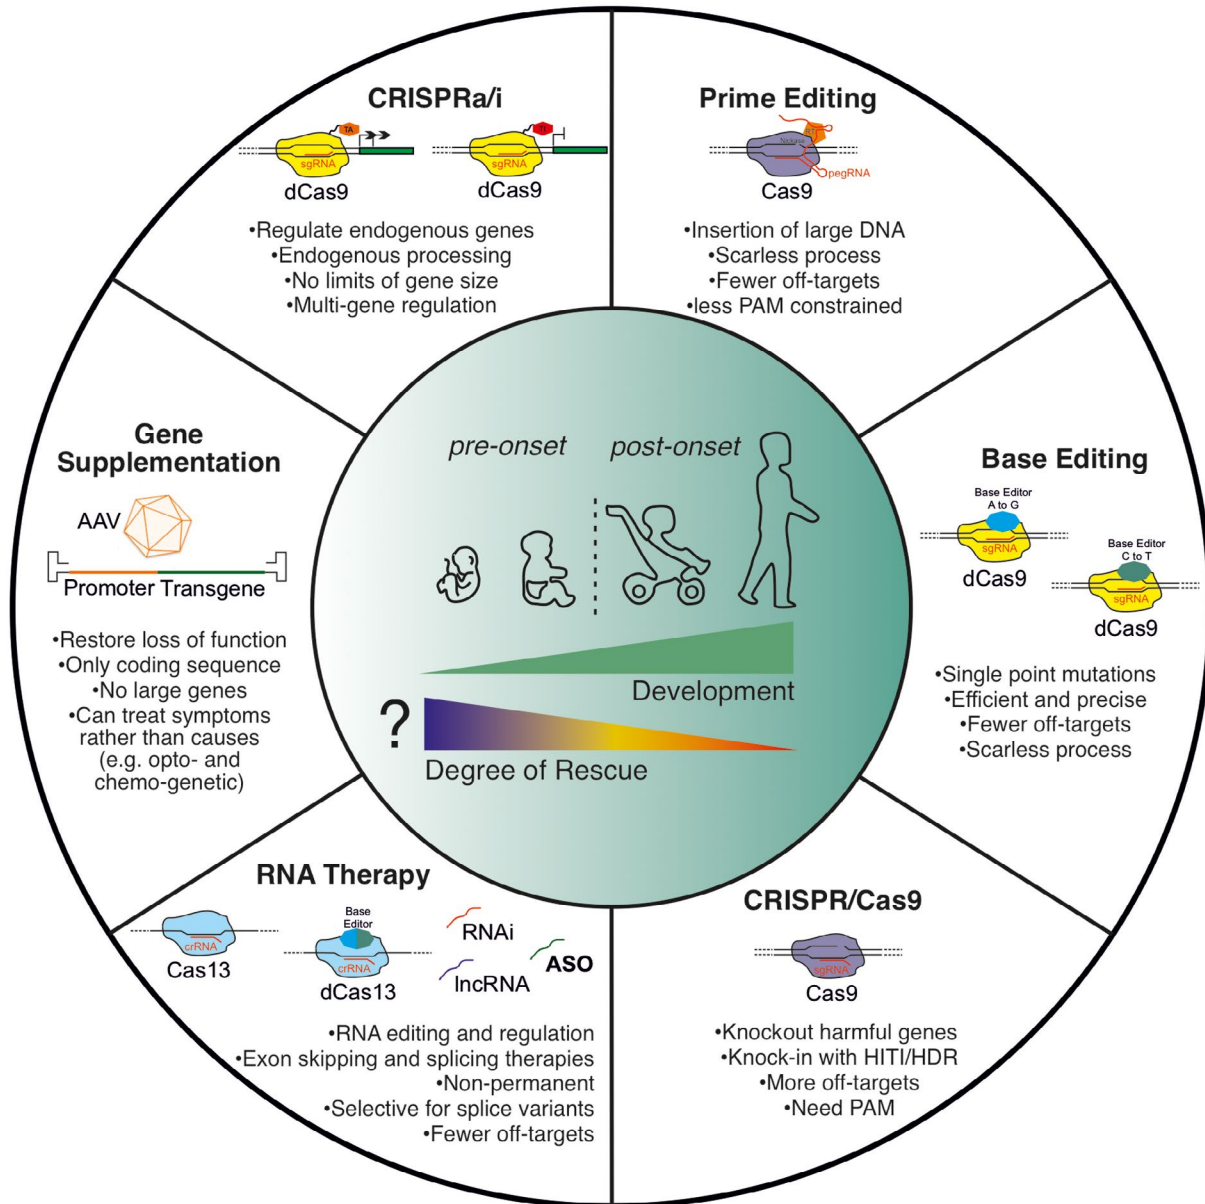 CRISPRa/i
TA
sgRNA
dCas9
TF
sgRNA
dCas9
•Regulate endogenous genes
•Endogenous processing
•No limits of gene size
•Multi-gene regulation
Prime Editing
RT
Nickase
pegRNA
Cas9
•Insertion of large DNA
•Scarless process
•Fewer off-targets
•less PAM constrained
Gene
Supplementation
AAV
Promoter Transgene
•Restore loss of function
•Only coding sequence
•No large genes
•Can treat symptoms
rather than causes
(e.g. opto- and
chemo-genetic)
pre-onset
post-onset
Development
?
Degree of Rescue
Base Editing
Base Editor
A to G
sgRNA
dCas9
Base Editor
C to T
sgRNA
dCas9
•Single point mutations
•Efficient and precise
•Fewer off-targets
•Scarless process
RNA Therapy
crRNA
Cas13
Base
Editor
crRNA
dCas13
RNAi
lncRNA
ASO
•RNA editing and regulation
•Exon skipping and splicing therapies
•Non-permanent
•Selective for splice variants
•Fewer off-targets
CRISPR/Cas9
sgRNA
Cas9
•Knockout harmful genes
•Knock-in with HITI/HDR
•More off-targets
•Need PAM